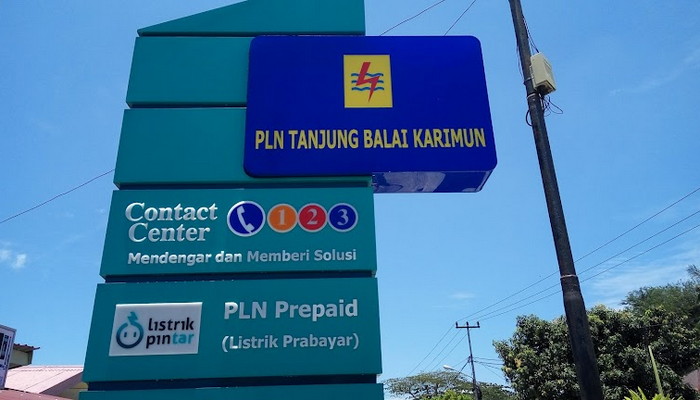 PLN TANJUNG BALAI KARIMUN
Contact
Center
123
Mendengar dan Memberi Solusi
listrik
pintar
PLN Prepaid
(Listrik Prabayar)